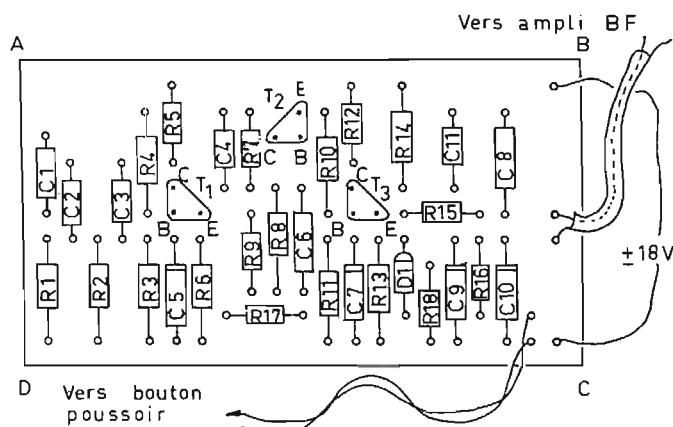 Vers ampli BF
A
B
E
T2
C
B
R5
C4
R7
R10
R12
R14
C11
C8
R4
C1
C2
C3
C
T1
B
E
C
T3
B
E
R15
R9
R8
C6
R1
R2
R3
C5
R6
R11
C7
R13
D1
R18
C9
R16
C10
R17
±18V
D
C
Vers bouton
poussoir